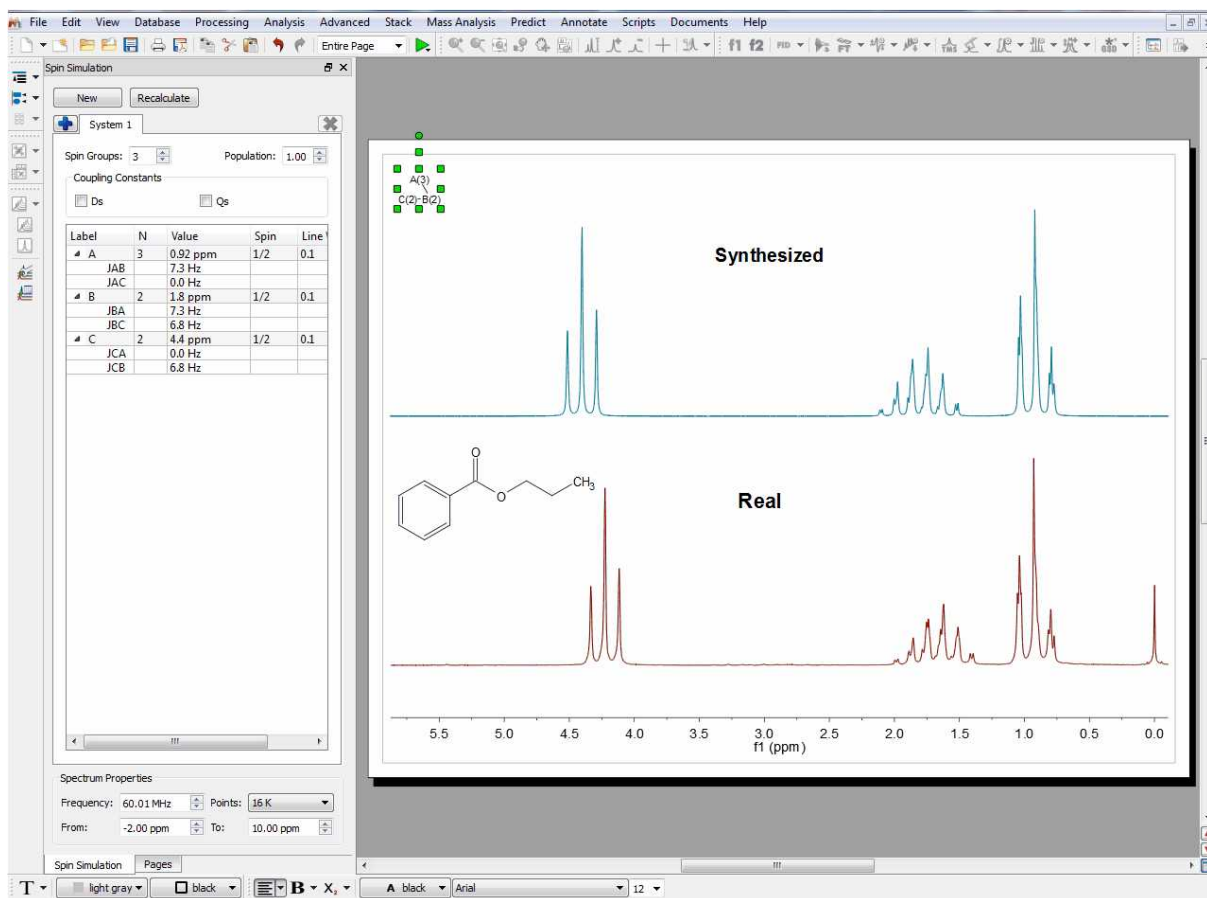 File Edit View Database Processing Analysis Advanced Stack Mass Analysis Predict Annotate Scripts Documents Help
Entire Page f1 f2 FID FT TMS GSD
Spin Simulation
New Recalculate
System 1
Spin Groups: 3 Population: 1.00
Coupling Constants
Ds Qs
Label N Value Spin Line
A 3 0.92 ppm 1/2 0.1
JAB 7.3 Hz
JAC 0.0 Hz
B 2 1.8 ppm 1/2 0.1
JBA 7.3 Hz
JBC 6.8 Hz
C 2 4.4 ppm 1/2 0.1
JCA 0.0 Hz
JCB 6.8 Hz
Spectrum Properties
Frequency: 60.01 MHz Points: 16 K
From: -2.00 ppm To: 10.00 ppm
Spin Simulation Pages
A(3)
C(2)-B(2)
Synthesized
O
O
CH3
Real
5.5 5.0 4.5 4.0 3.5 3.0 2.5 2.0 1.5 1.0 0.5 0.0
f1 (ppm)
T light gray black B X2 A black Arial 12